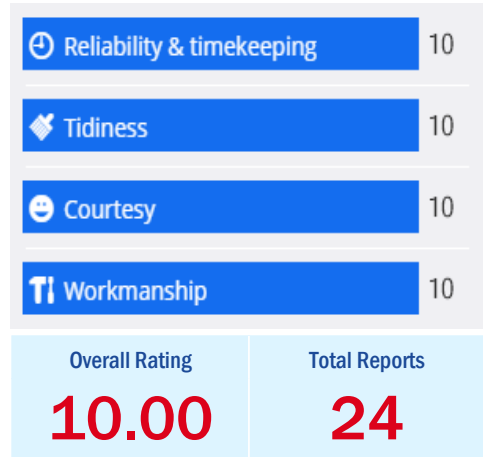 Reliability & timekeeping 10
Tidiness 10
Courtesy 10
Workmanship 10
Overall Rating Total Reports
10.00 24